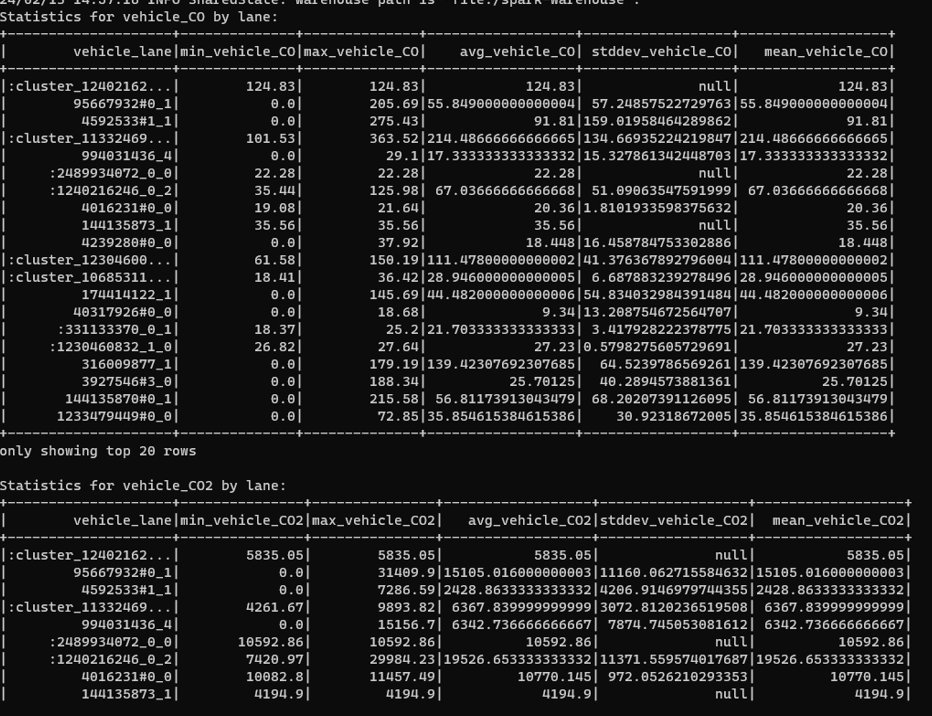 24/02/15 14:37:16 INFO SharedState: Warehouse path is 'file:/spark-warehouse'.
Statistics for vehicle_CO by lane:
+-------------------+--------------+--------------+------------------+------------------+------------------+
|       vehicle_lane|min_vehicle_CO|max_vehicle_CO|    avg_vehicle_CO| stddev_vehicle_CO|   mean_vehicle_CO|
+-------------------+--------------+--------------+------------------+------------------+------------------+
|:cluster_12402162...|        124.83|        124.83|            124.83|              null|            124.83|
|         95667932#0_1|           0.0|        205.69|55.849000000000004| 57.24857522729763|55.849000000000004|
|          4592533#1_1|           0.0|        275.43|             91.81|159.01958464289862|             91.81|
|:cluster_11332469...|        101.53|        363.52|214.48666666666665|134.66935224219847|214.48666666666665|
|          994031436_4|           0.0|          29.1|17.333333333333332|15.327861342448703|17.333333333333332|
|      :2489934072_0_0|         22.28|         22.28|             22.28|              null|             22.28|
|      :1240216246_0_2|         35.44|        125.98| 67.03666666666668| 51.09063547591999| 67.03666666666668|
|          4016231#0_0|         19.08|         21.64|             20.36|1.8101933598375632|             20.36|
|          144135873_1|         35.56|         35.56|             35.56|              null|             35.56|
|          4239280#0_0|           0.0|         37.92|            18.448|16.458784753302886|            18.448|
|:cluster_12304600...|         61.58|        150.19|111.47800000000002|41.376367892796004|111.47800000000002|
|:cluster_10685311...|         18.41|         36.42|28.946000000000005| 6.687883239278496|28.946000000000005|
|          174414122_1|           0.0|        145.69|44.482000000000006|54.834032984391484|44.482000000000006|
|         40317926#0_0|           0.0|         18.68|              9.34|13.208754672564707|              9.34|
|       :331133370_0_1|         18.37|          25.2|21.703333333333333| 3.417928222378775|21.703333333333333|
|      :1230460832_1_0|         26.82|         27.64|             27.23|0.5798275605729691|             27.23|
|          316009877_1|           0.0|        179.19|139.42307692307685|  64.5239786569261|139.42307692307685|
|          3927546#3_0|           0.0|        188.34|          25.70125|  40.2894573881361|          25.70125|
|        144135870#0_1|           0.0|        215.58| 56.81173913043479| 68.20207391126095| 56.81173913043479|
|       1233479449#0_0|           0.0|         72.85|35.854615384615386|   30.92318672005|35.854615384615386|
+-------------------+--------------+--------------+------------------+------------------+------------------+
only showing top 20 rows
Statistics for vehicle_CO2 by lane:
+-------------------+---------------+---------------+------------------+------------------+------------------+
|       vehicle_lane|min_vehicle_CO2|max_vehicle_CO2|   avg_vehicle_CO2|stddev_vehicle_CO2|  mean_vehicle_CO2|
+-------------------+---------------+---------------+------------------+------------------+------------------+
|:cluster_12402162...|        5835.05|        5835.05|           5835.05|              null|           5835.05|
|         95667932#0_1|            0.0|        31409.9|15105.016000000003|11160.062715584632|15105.016000000003|
|          4592533#1_1|            0.0|        7286.59|2428.8633333333332|4206.9146979744355|2428.8633333333332|
|:cluster_11332469...|        4261.67|        9893.82| 6367.839999999999|3072.8120236519508| 6367.839999999999|
|          994031436_4|            0.0|        15156.7| 6342.736666666667| 7874.745053081612| 6342.736666666667|
|      :2489934072_0_0|       10592.86|       10592.86|          10592.86|              null|          10592.86|
|      :1240216246_0_2|        7420.97|       29984.23|19526.653333333332|11371.559574017687|19526.653333333332|
|          4016231#0_0|        10082.8|       11457.49|         10770.145| 972.0526210293353|         10770.145|
|          144135873_1|         4194.9|         4194.9|            4194.9|              null|            4194.9|